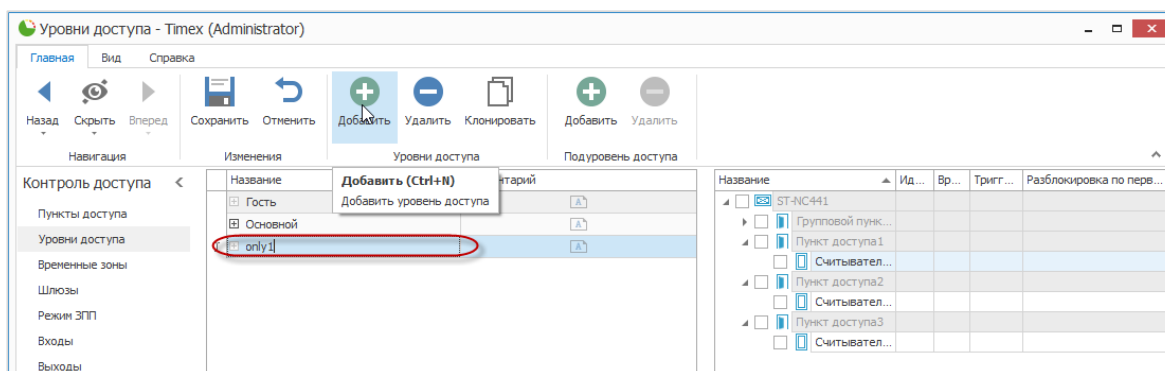 Уровни доступа - Timex (Administrator)
Главная Вид Справка
Назад Скрыть Вперед Сохранить Отменить Добавить Удалить Клонировать Добавить Удалить
Навигация Изменения Уровни доступа Подуровень доступа
Контроль доступа <
Пункты доступа
Уровни доступа
Временные зоны
Шлюзы
Режим ЗПП
Входы
Выходы
Название нтарий
Добавить (Ctrl+N)
Добавить уровень доступа
Гость
Основной
only1
Название Ид... Вр... Тригг... Разблокировка по перв...
ST-NC441
Групповой пунк...
Пункт доступа1
Считывател...
Пункт доступа2
Считывател...
Пункт доступа3
Считывател...